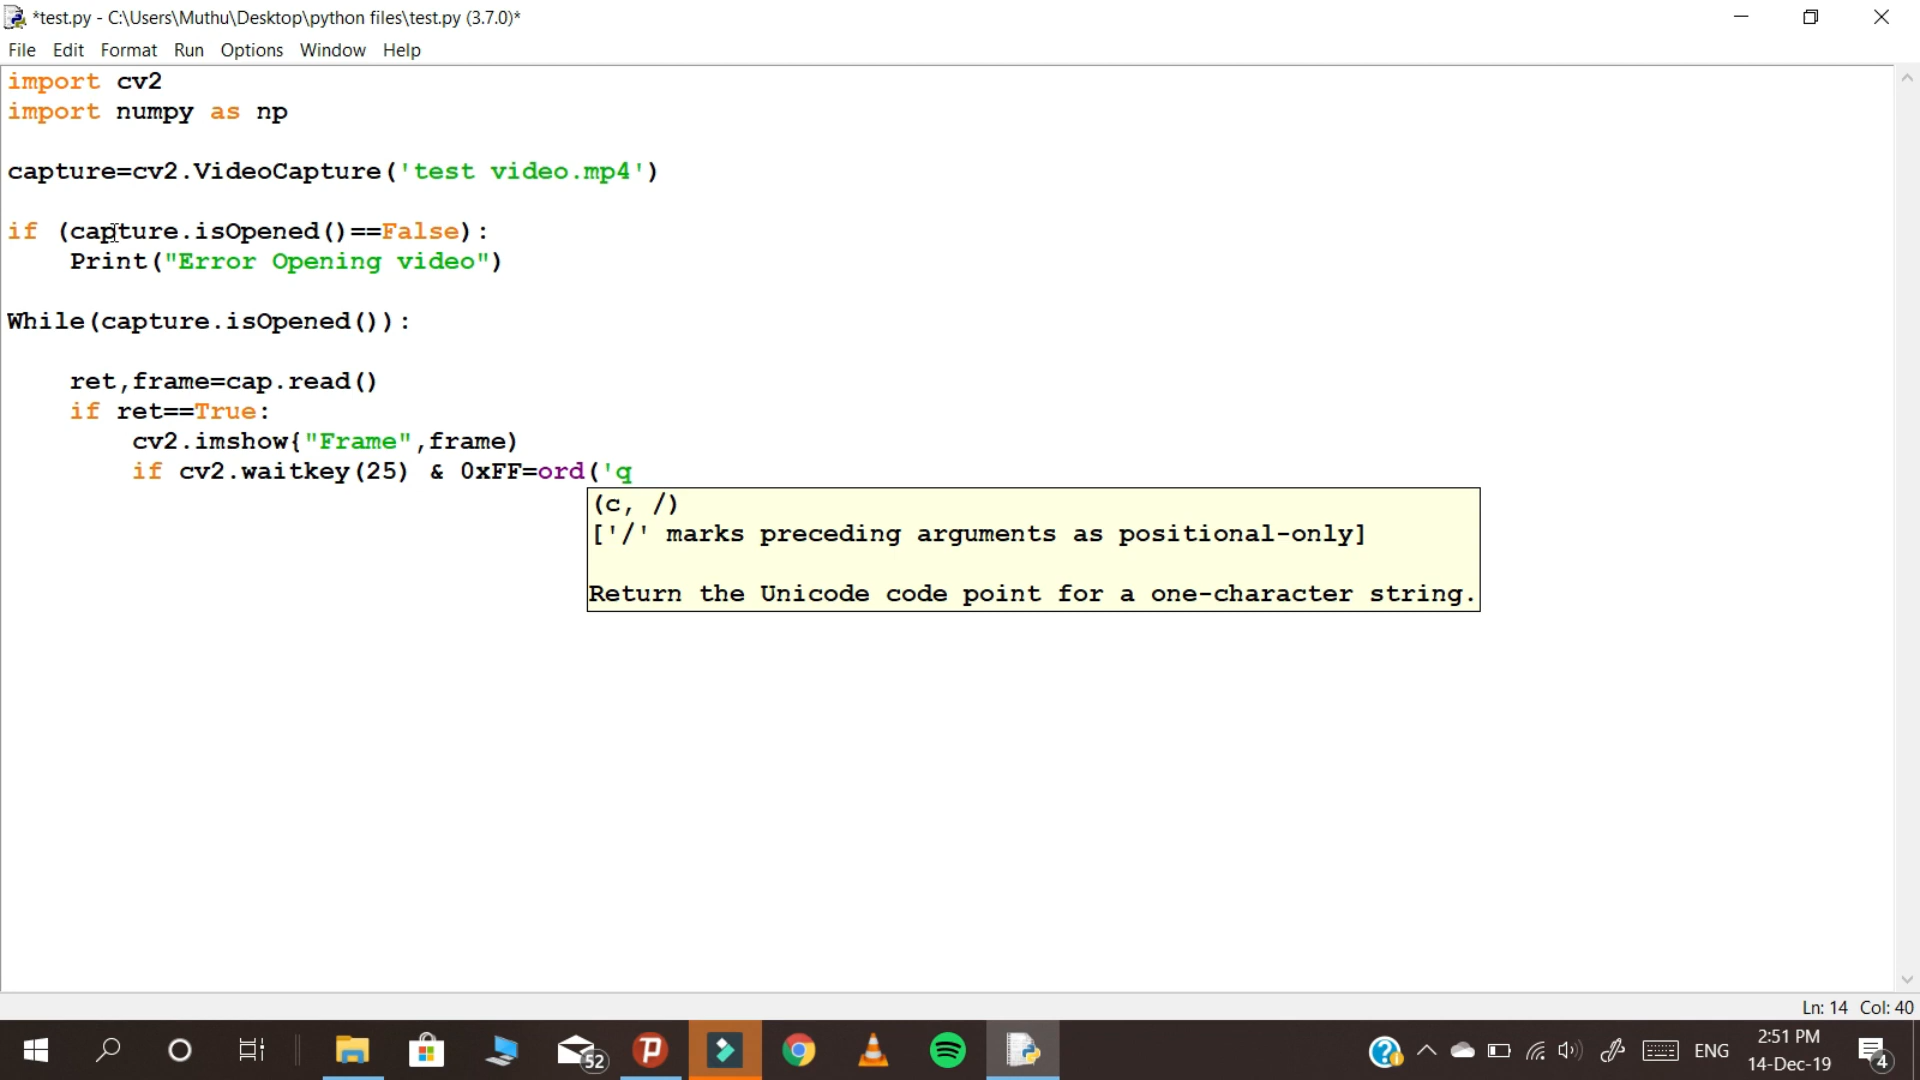 *test.py - C:\Users\Muthu\Desktop\python files\test.py (3.7.0)*
File Edit Format Run Options Window Help
import cv2
import numpy as np
capture=cv2.VideoCapture('test video.mp4')
if (capture.isOpened()==False):
    Print("Error Opening video")
While(capture.isOpened()):
    ret,frame=cap.read()
    if ret==True:
        cv2.imshow{"Frame",frame)
        if cv2.waitkey(25) & 0xFF=ord('q
(c, /)
['/' marks preceding arguments as positional-only]
Return the Unicode code point for a one-character string.
Ln: 14 Col: 40
52
ENG
2:51 PM
14-Dec-19
4